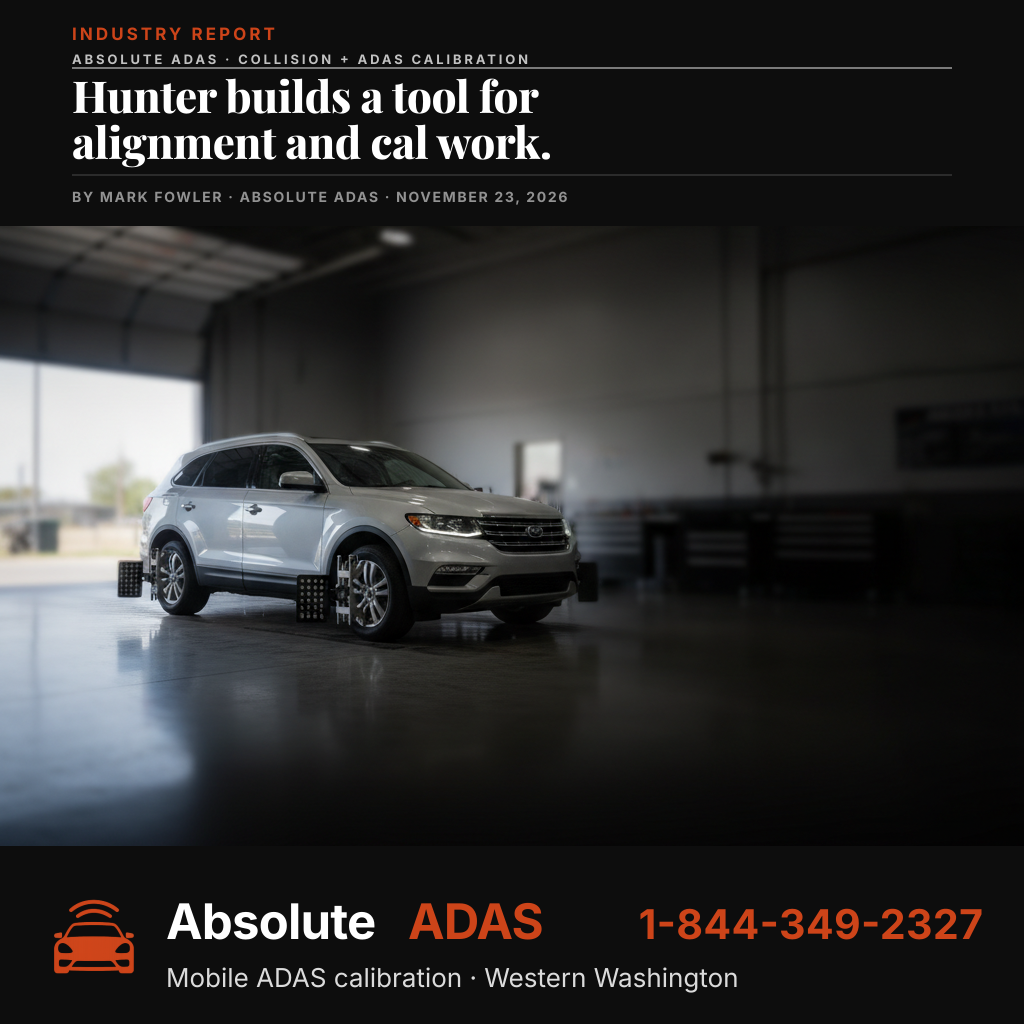 INDUSTRY REPORT
ABSOLUTE ADAS · COLLISION + ADAS CALIBRATION
Hunter builds a tool for
alignment and cal work.
BY MARK FOWLER · ABSOLUTE ADAS · NOVEMBER 23, 2026
Absolute ADAS
1-844-349-2327
Mobile ADAS calibration · Western Washington